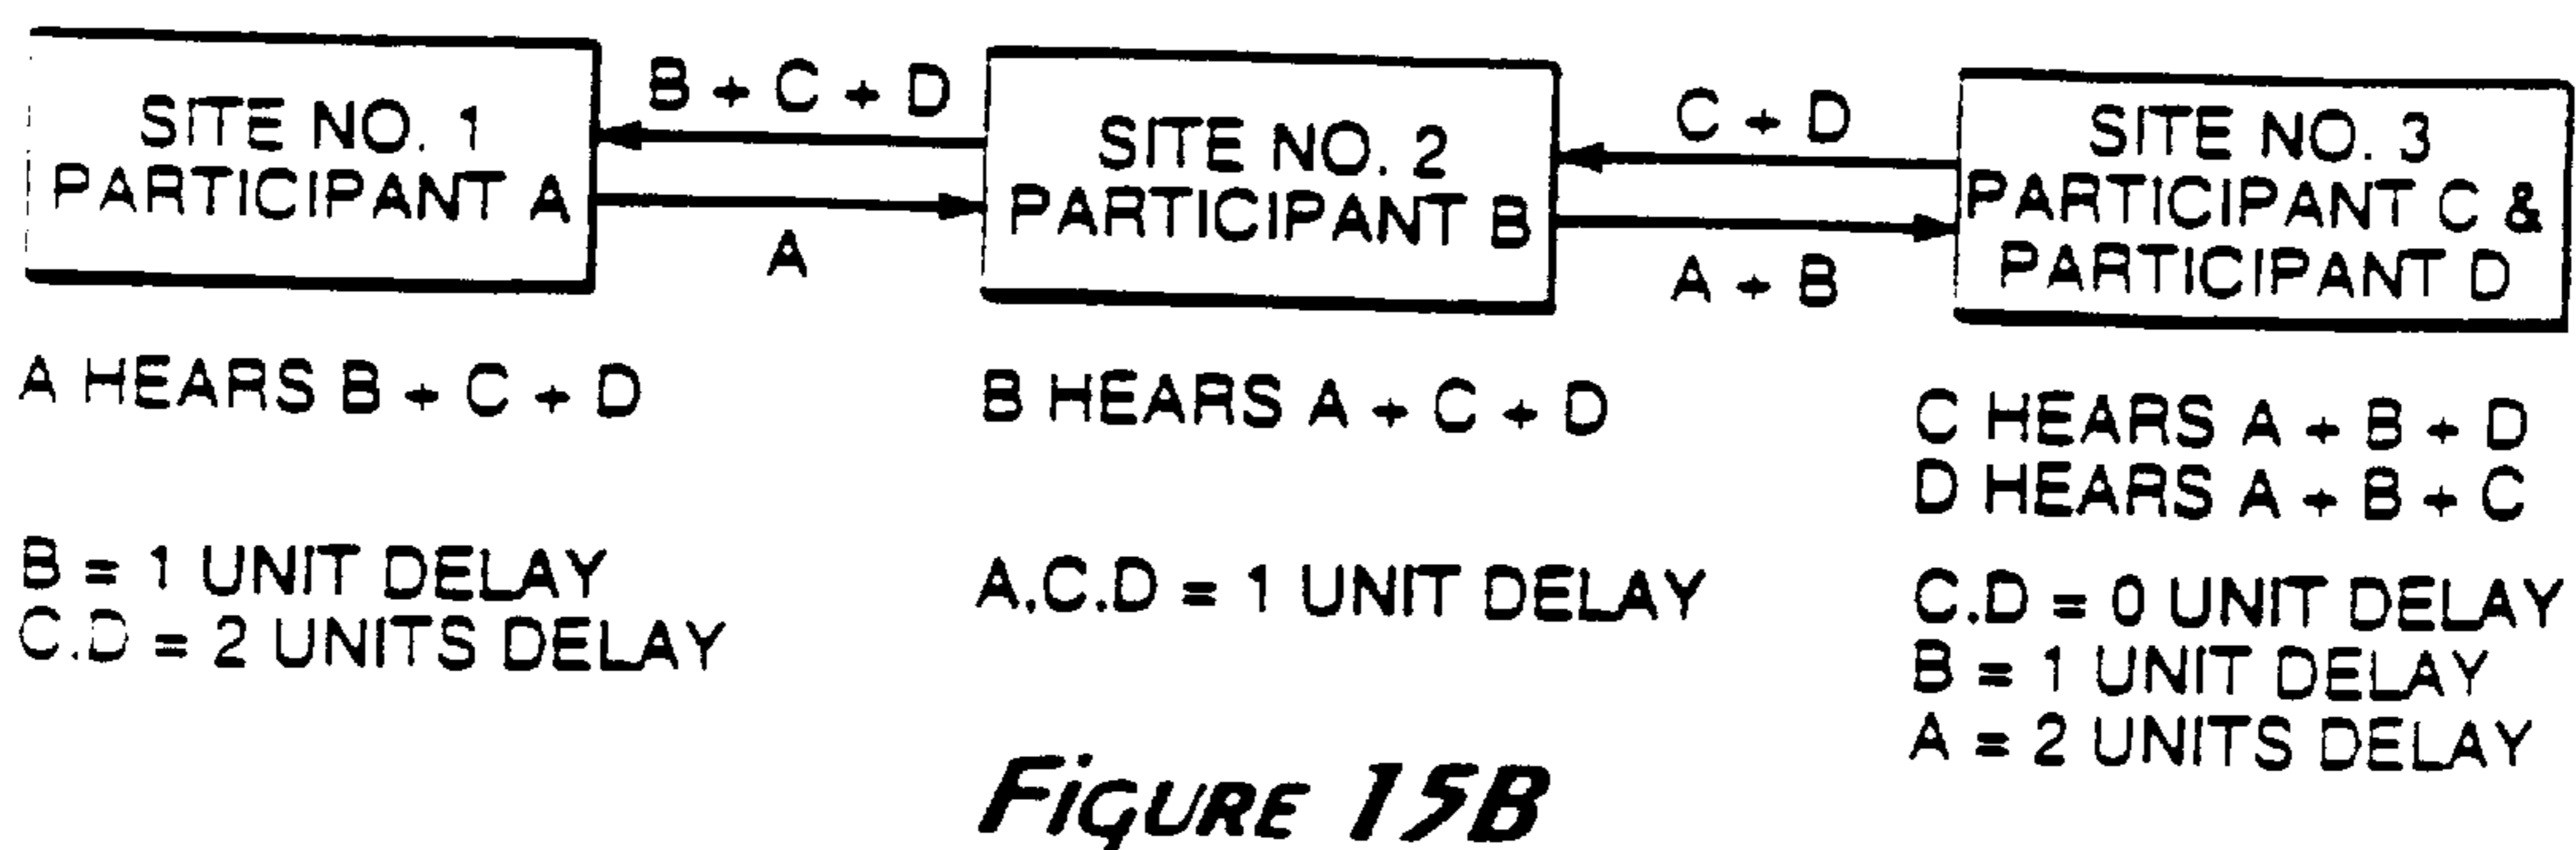 SITE NO. 1
PARTICIPANT A
B + C + D
A
SITE NO. 2
PARTICIPANT B
C + D
A + B
SITE NO. 3
PARTICIPANT C &
PARTICIPANT D
A HEARS B + C + D
B HEARS A + C + D
C HEARS A + B + D
D HEARS A + B + C
B = 1 UNIT DELAY
C.D = 2 UNITS DELAY
A.C.D = 1 UNIT DELAY
C.D = 0 UNIT DELAY
B = 1 UNIT DELAY
A = 2 UNITS DELAY
FIGURE 15B